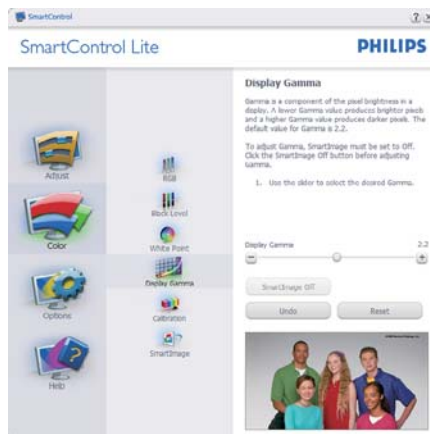 SmartControl
SmartControl Lite
PHILIPS
Adjust
Color
Options
Help
RGB
Black Level
White Point
Display Gamma
Calibration
SmartImage
Display Gamma
Gamma is a component of the pixel brightness in a
display. A lower Gamma value produces brighter pixels
and a higher Gamma value produces darker pixels. The
default value for Gamma is 2.2.
To adjust Gamma, SmartImage must be set to Off.
Click the SmartImage Off button before adjusting
Gamma.
1. Use the slider to select the desired Gamma.
Display Gamma 2.2
SmartImage Off
Undo Reset